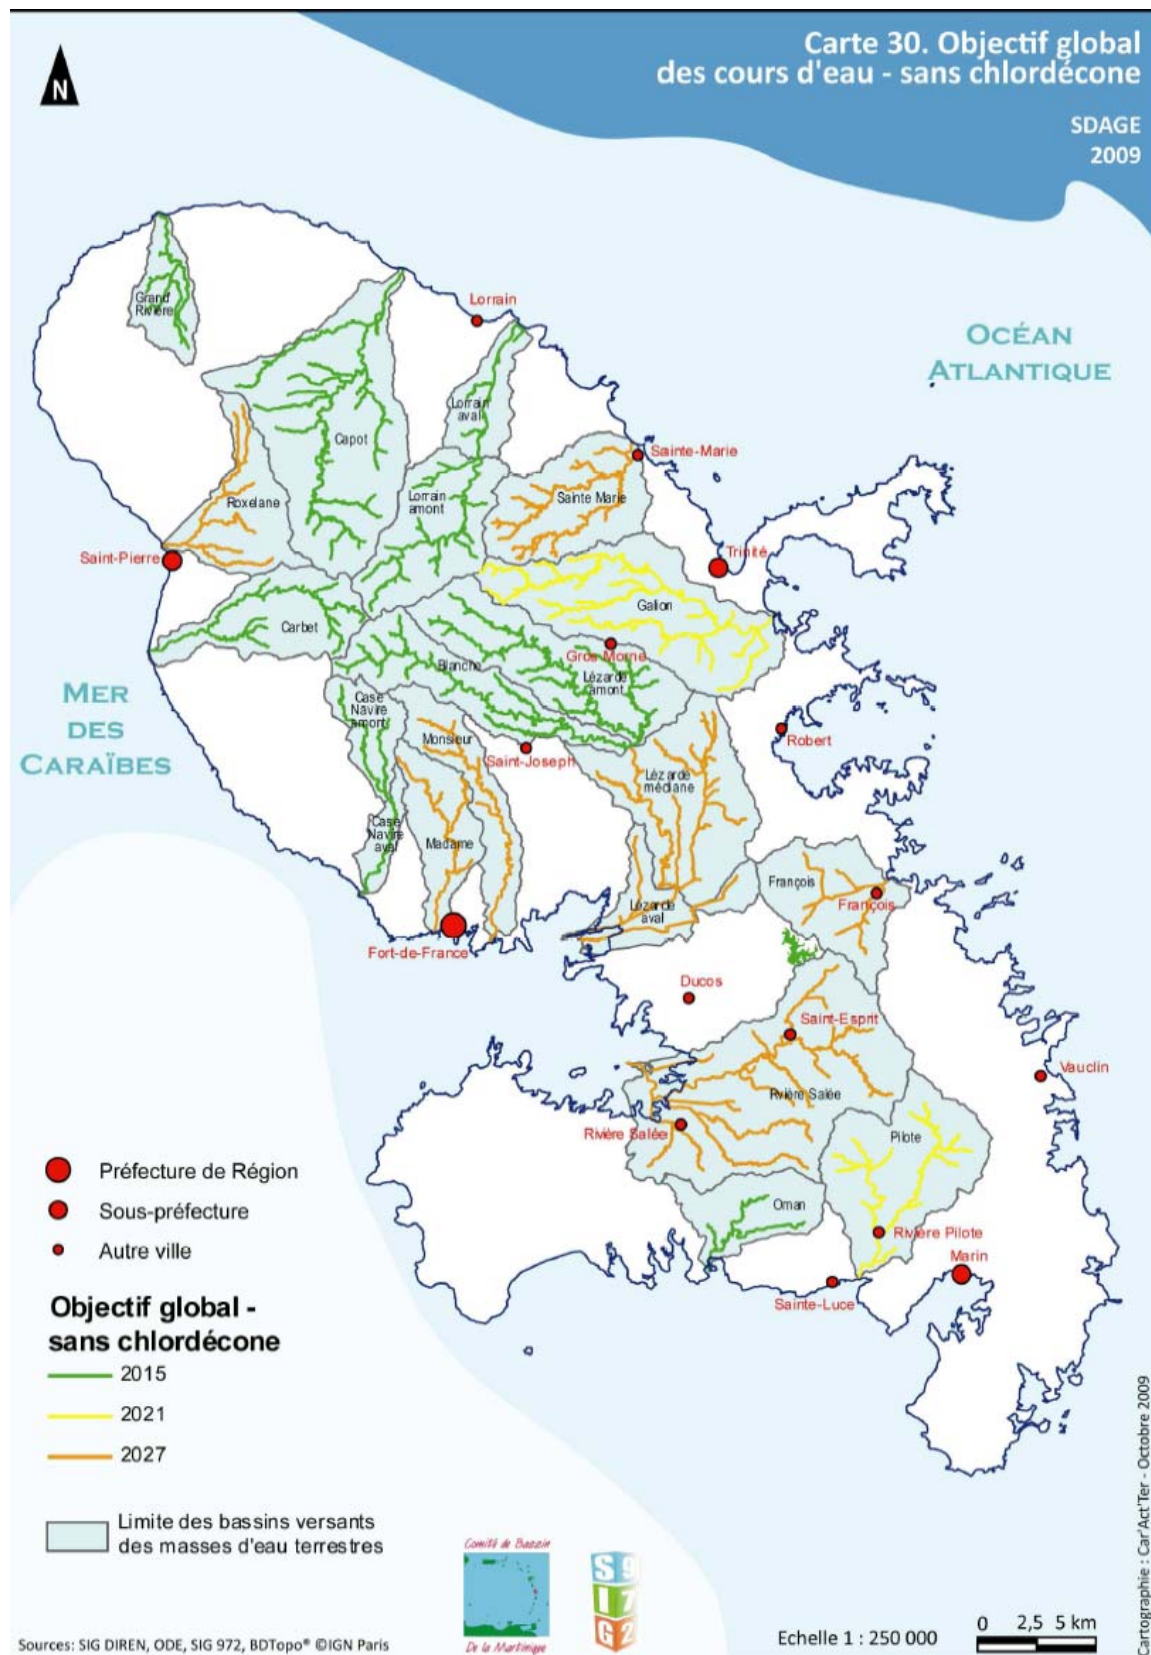 Carte 30. Objectif global
des cours d'eau - sans chlordécone
SDAGE
2009
N
Grand
Rivière
Lorrain
OCÉAN
ATLANTIQUE
Lorrain
aval
Capot
Sainte-Marie
Roxelane
Lorrain
amont
Sainte Marie
Saint-Pierre
Trinité
Galion
Carbet
Gros Morne
Blanche
Lézarde
amont
MER
DES
CARAÏBES
Case
Navire
amont
Monsieur
Saint-Joseph
Robert
Lézarde
médiane
Case
Navire
aval
Madame
François
François
Lézarde
aval
Fort-de-France
Ducos
Saint-Esprit
Vauclin
Rvière Salée
Rivière Salée
Pilote
Oman
Rivière Pilote
Marin
Sainte-Luce
Préfecture de Région
Sous-préfecture
Autre ville
Objectif global -
sans chlordécone
2015
2021
2027
Limite des bassins versants
des masses d'eau terrestres
Comité de Bassin
De la Martinique
S 9
I 7
G 2
Sources: SIG DIREN, ODE, SIG 972, BDTopo® ©IGN Paris
Echelle 1 : 250 000
0 2,5 5 km
Cartographie : Car'Act'Ter - Octobre 2009